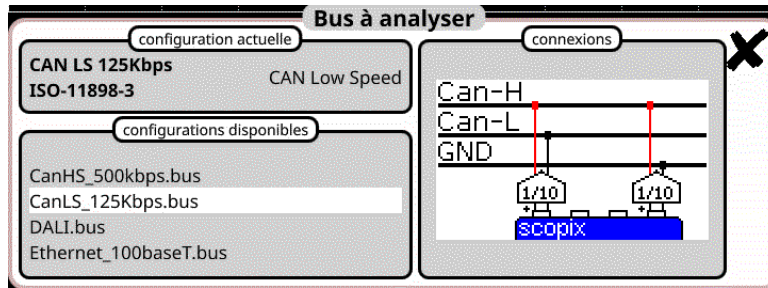 Bus à analyser
configuration actuelle
CAN LS 125Kbps
ISO-11898-3
CAN Low Speed
configurations disponibles
CanHS_500kbps.bus
CanLS_125Kbps.bus
DALI.bus
Ethernet_100baseT.bus
connexions
Can-H
Can-L
GND
1/10
1/10
+
+
scopix